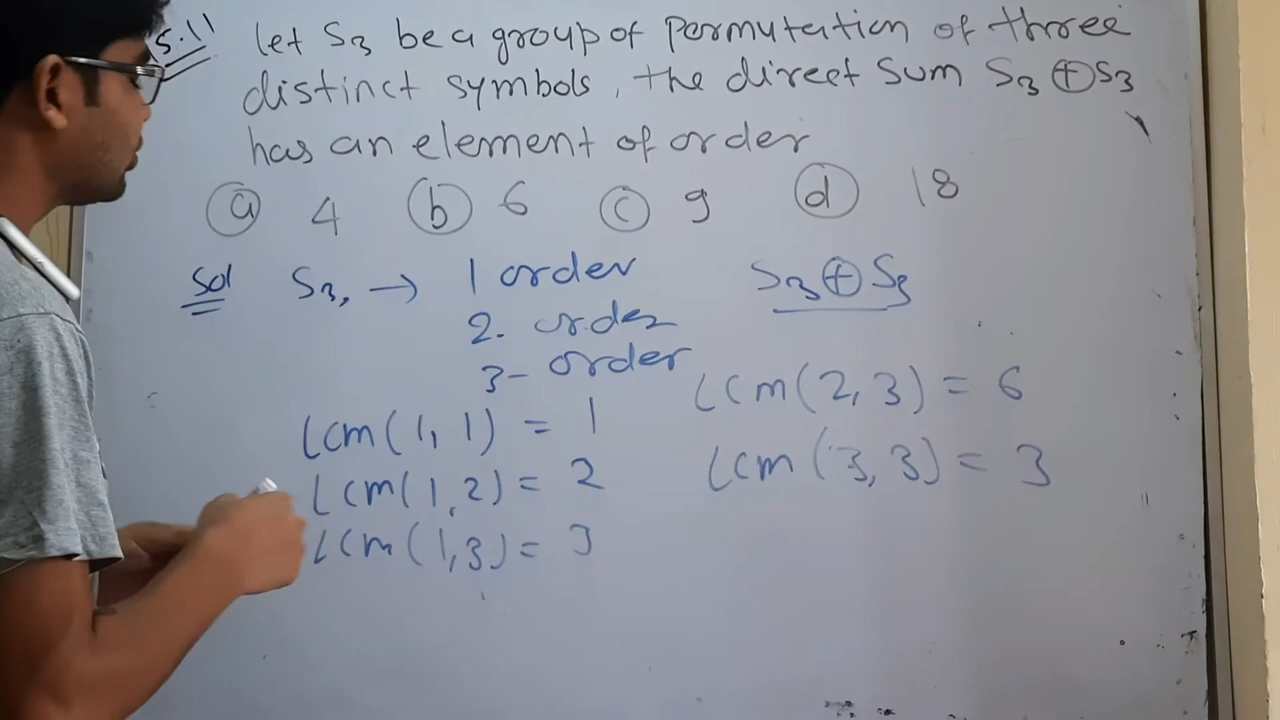 5.11 Let S3 be a group of permutation of three
distinct symbols, the direct sum S3 ⊕ S3
has an element of order
(a) 4 (b) 6 (c) 9 (d) 18
Sol S3, → 1 order
2. order
3- order
S3 ⊕ S3
Lcm(1, 1) = 1
Lcm(1, 2) = 2
Lcm(1, 3) = 3
Lcm(2, 3) = 6
Lcm(3, 3) = 3